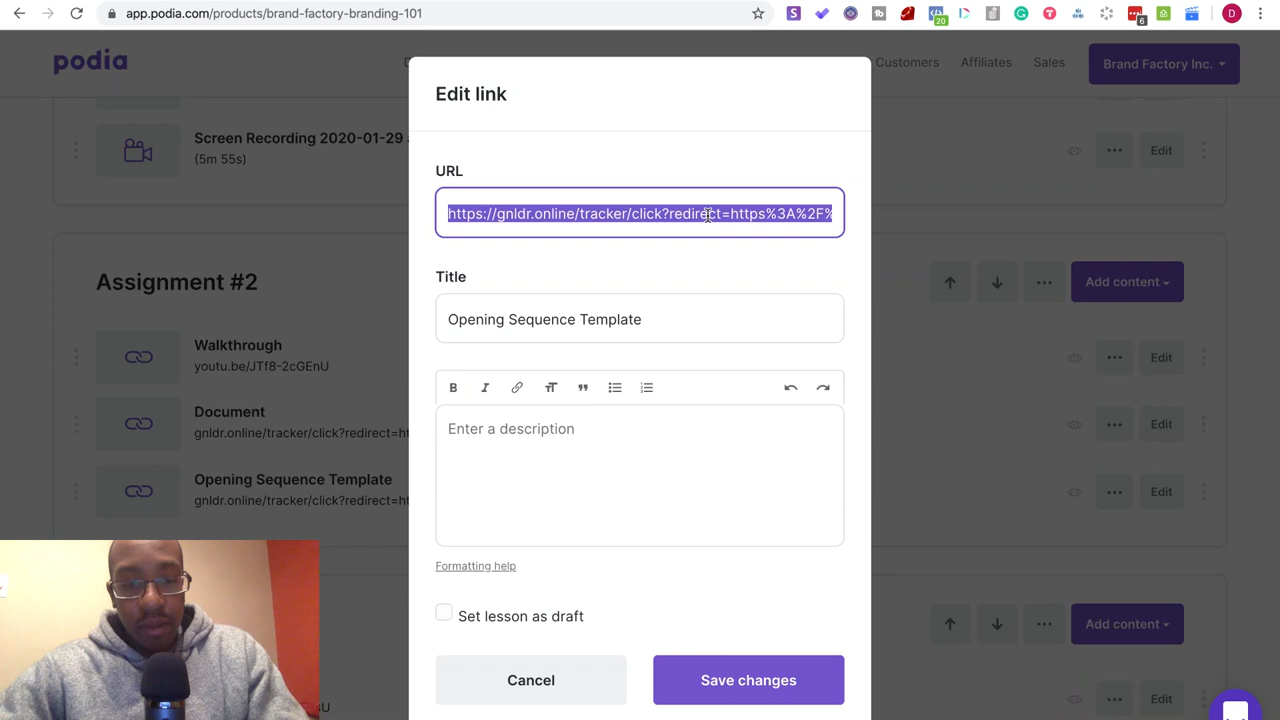 app.podia.com/products/brand-factory-branding-101
20
6
D
podia
Customers
Affiliates
Sales
Brand Factory Inc.
Edit link
Screen Recording 2020-01-29
(5m 55s)
Edit
URL
https://gnldr.online/tracker/click?redirect=https%3A%2F%
Title
Opening Sequence Template
Assignment #2
Add content
Walkthrough
youtu.be/JTf8-2cGEnU
Edit
Document
gnldr.online/tracker/click?redirect=ht
Edit
Opening Sequence Template
gnldr.online/tracker/click?redirect=ht
Edit
B I
Enter a description
Formatting help
Set lesson as draft
Add content
Cancel
Save changes
Edit